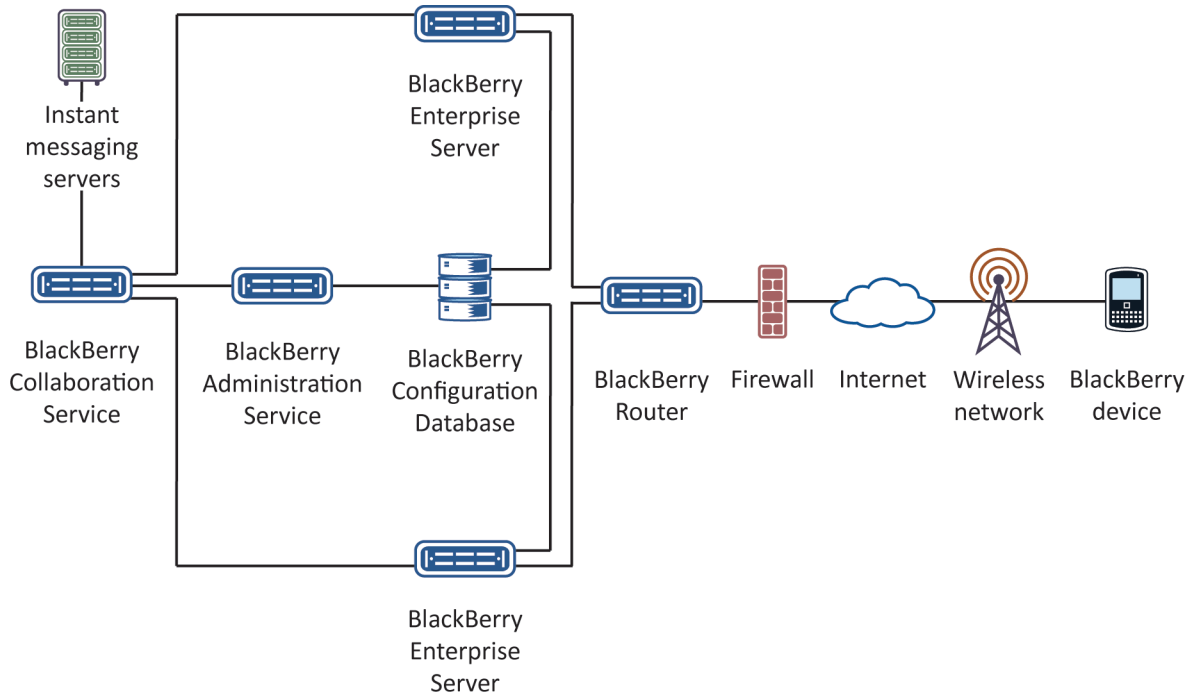 Instant
messaging
servers
BlackBerry
Enterprise
Server
BlackBerry
Collaboration
Service
BlackBerry
Administration
Service
BlackBerry
Configuration
Database
BlackBerry
Router
Firewall
Internet
Wireless
network
BlackBerry
device
BlackBerry
Enterprise
Server